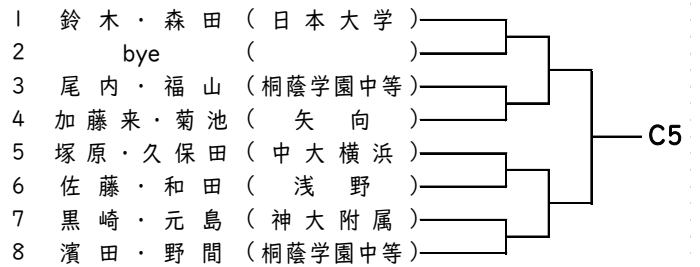 1 鈴木・森田 (日本大学)
2 bye ( )
3 尾内・福山 (桐蔭学園中等)
4 加藤来・菊池 (矢向)
5 塚原・久保田 (中大横浜)
6 佐藤・和田 (浅野)
7 黒崎・元島 (神大附属)
8 濱田・野間 (桐蔭学園中等)
C5